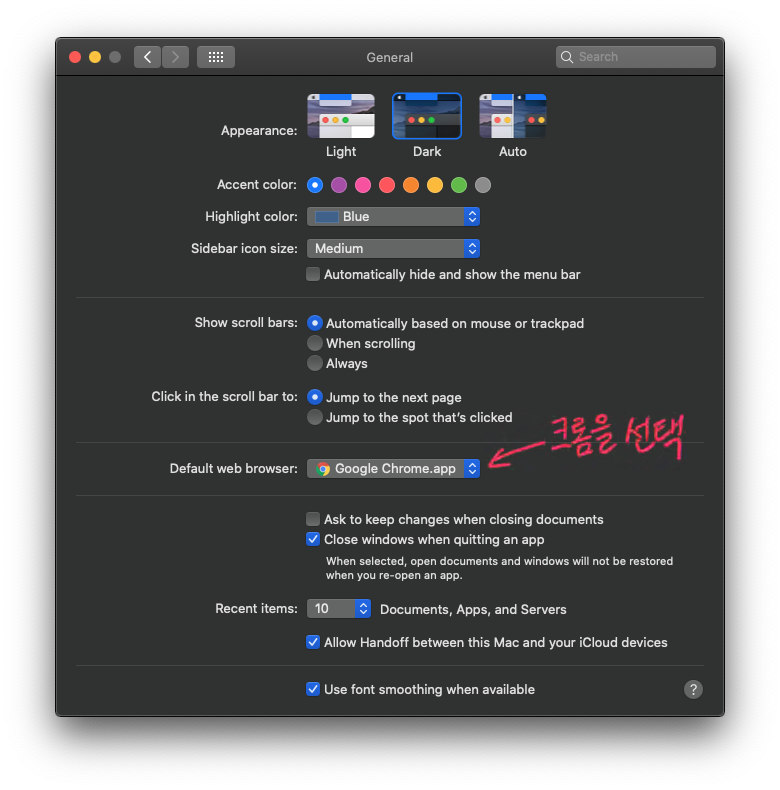 General
Search
Appearance:
Light
Dark
Auto
Accent color:
Highlight color:
Blue
Sidebar icon size:
Medium
Automatically hide and show the menu bar
Show scroll bars:
Automatically based on mouse or trackpad
When scrolling
Always
Click in the scroll bar to:
Jump to the next page
Jump to the spot that's clicked
크롬을 선택
Default web browser:
Google Chrome.app
Ask to keep changes when closing documents
Close windows when quitting an app
When selected, open documents and windows will not be restored
when you re-open an app.
Recent items:
10
Documents, Apps, and Servers
Allow Handoff between this Mac and your iCloud devices
Use font smoothing when available
?